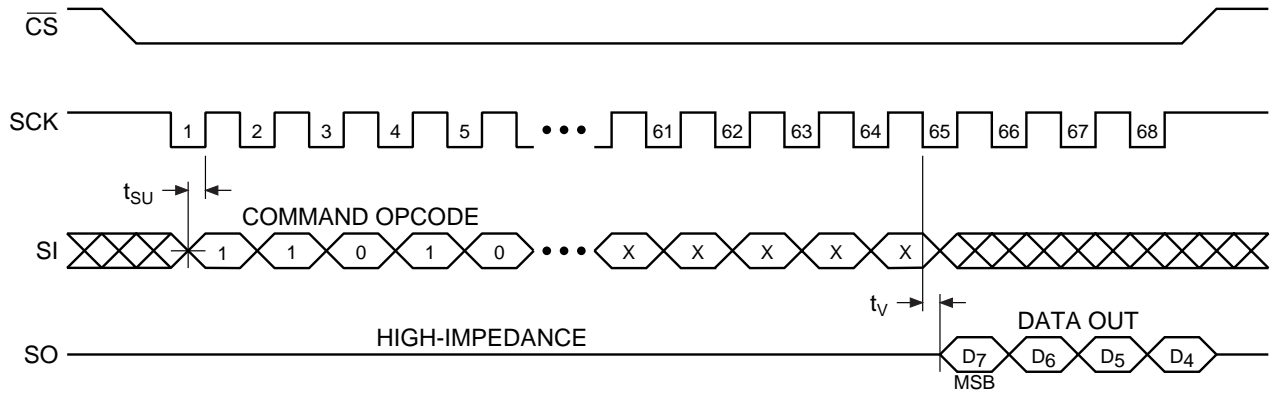 CS
SCK 1 2 3 4 5 ••• 61 62 63 64 65 66 67 68
tSU
COMMAND OPCODE
SI 1 1 0 1 0 ••• X X X X X
tV
HIGH-IMPEDANCE
DATA OUT
SO D7 D6 D5 D4
MSB